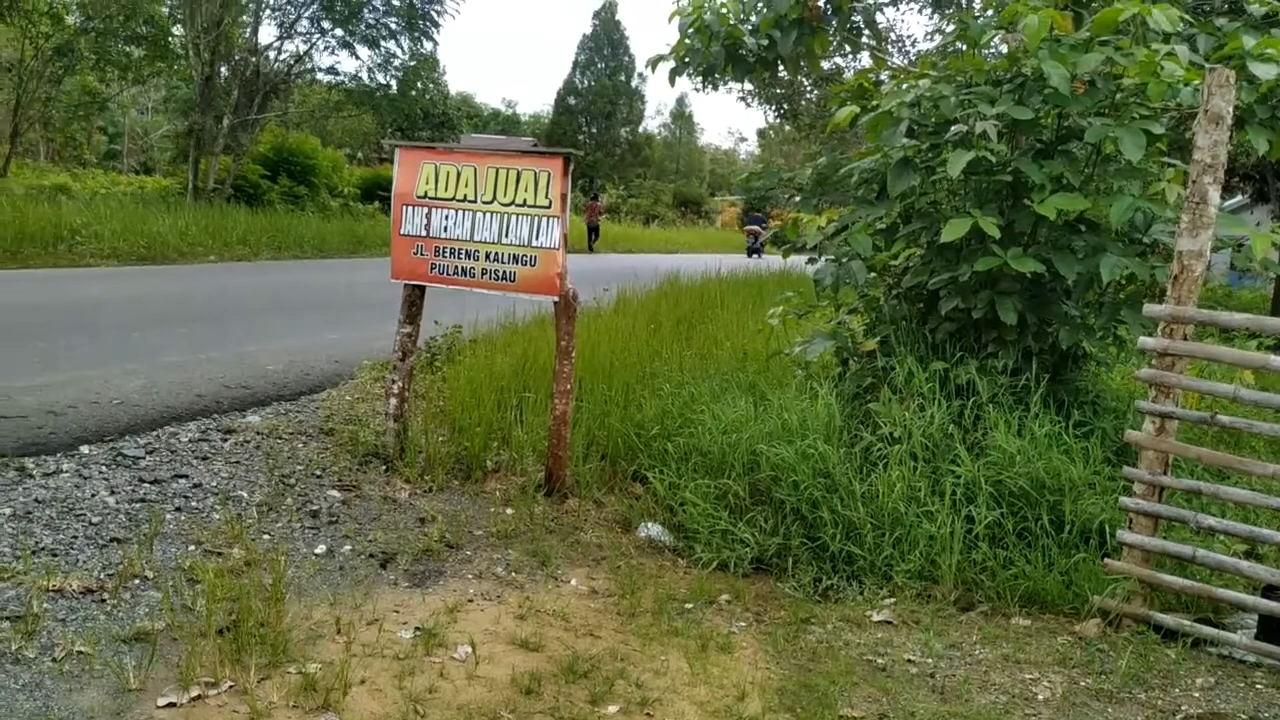 ADA JUAL
JAHE MERAH DAN LAIN LAIN
JL. BERENG KALINGU
PULANG PISAU